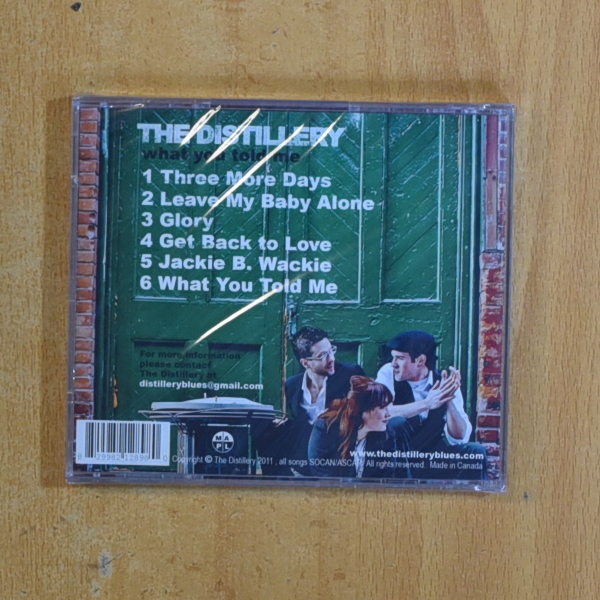 THE DISTILLERY
what you told me
1 Three More Days
2 Leave My Baby Alone
3 Glory
4 Get Back to Love
5 Jackie B. Wackie
6 What You Told Me
For more information
please contact
The Distillery at
distilleryblues@gmail.com
M A
P L
www.thedistilleryblues.com
Copyright © The Distillery 2011 , all songs SOCAN/ASCAP. All rights reserved. Made in Canada